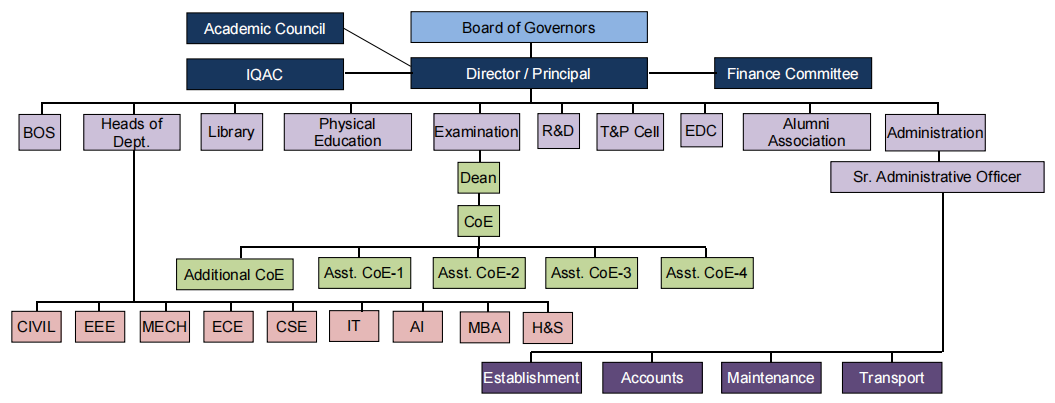 Academic Council
Board of Governors
IQAC
Director / Principal
Finance Committee
BOS
Heads of
Dept.
Library
Physical
Education
Examination
R&D
T&P Cell
EDC
Alumni
Association
Administration
Dean
Sr. Administrative Officer
CoE
Additional CoE
Asst. CoE-1
Asst. CoE-2
Asst. CoE-3
Asst. CoE-4
CIVIL
EEE
MECH
ECE
CSE
IT
AI
MBA
H&S
Establishment
Accounts
Maintenance
Transport